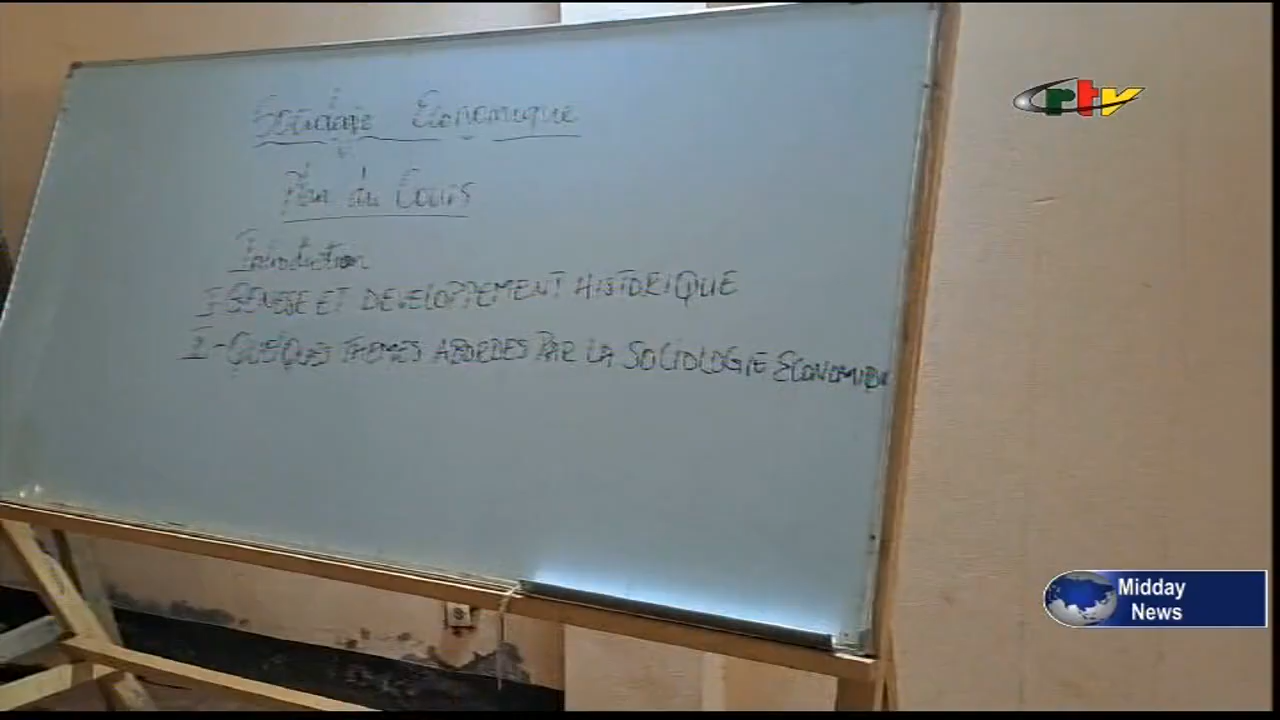 Sociologie Economique
Plan du Cours
Introduction
I-GENESE ET DEVELOPPEMENT HISTORIQUE
I-QUELQUES THEMES ABORDES PAR LA SOCIOLOGIE ECONOMIQUE
crtv
Midday
News